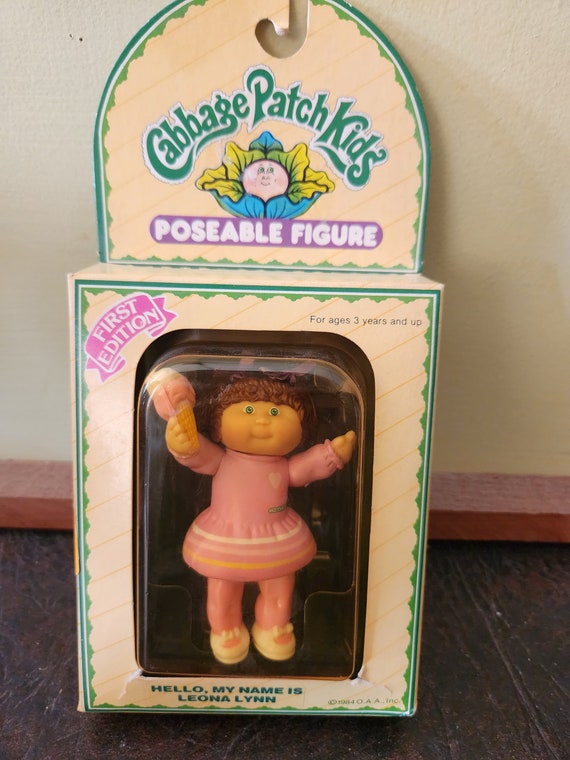 Cabbage Patch Kids
POSEABLE FIGURE
FIRST
EDITION
For ages 3 years and up
HELLO, MY NAME IS
LEONA LYNN
©1984 O.A.A., Inc.